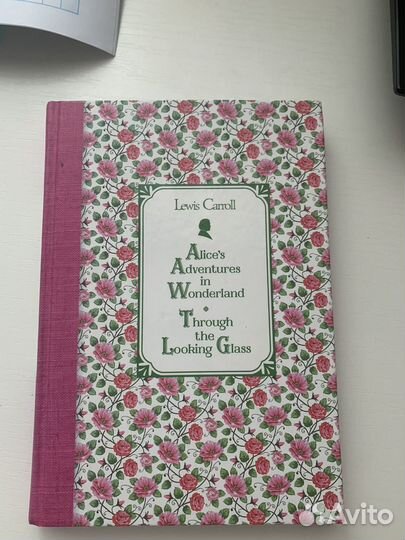 Lewis Carroll
Alice's
Adventures
in
Wonderland
Through
the
Looking Glass
Avito